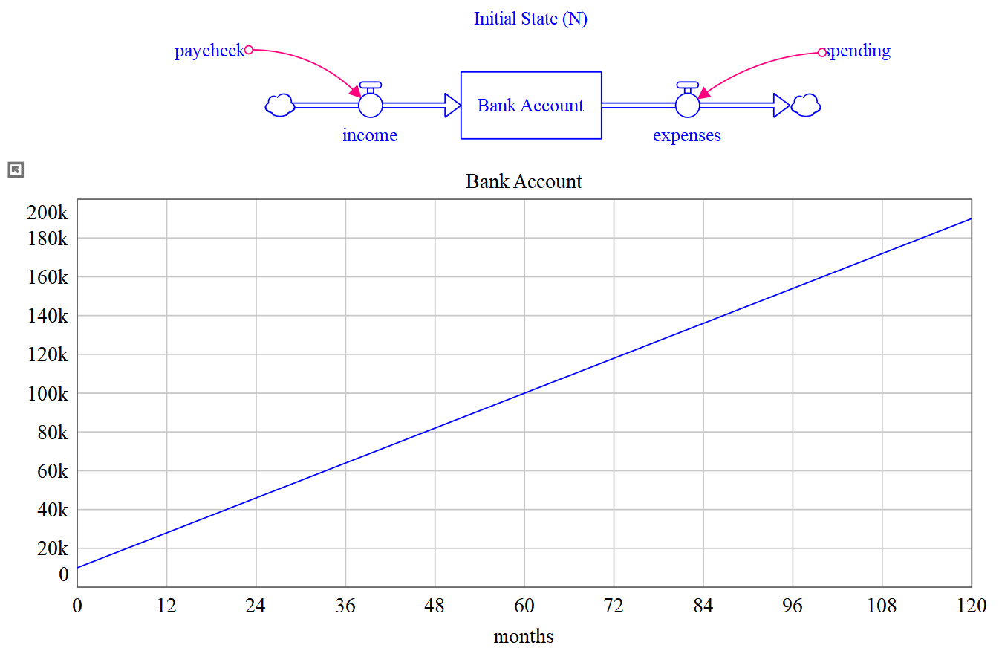 Initial State (N)
paycheck
spending
Bank Account
income
expenses
Bank Account
200k
180k
160k
140k
120k
100k
80k
60k
40k
20k
0
0 12 24 36 48 60 72 84 96 108 120
months